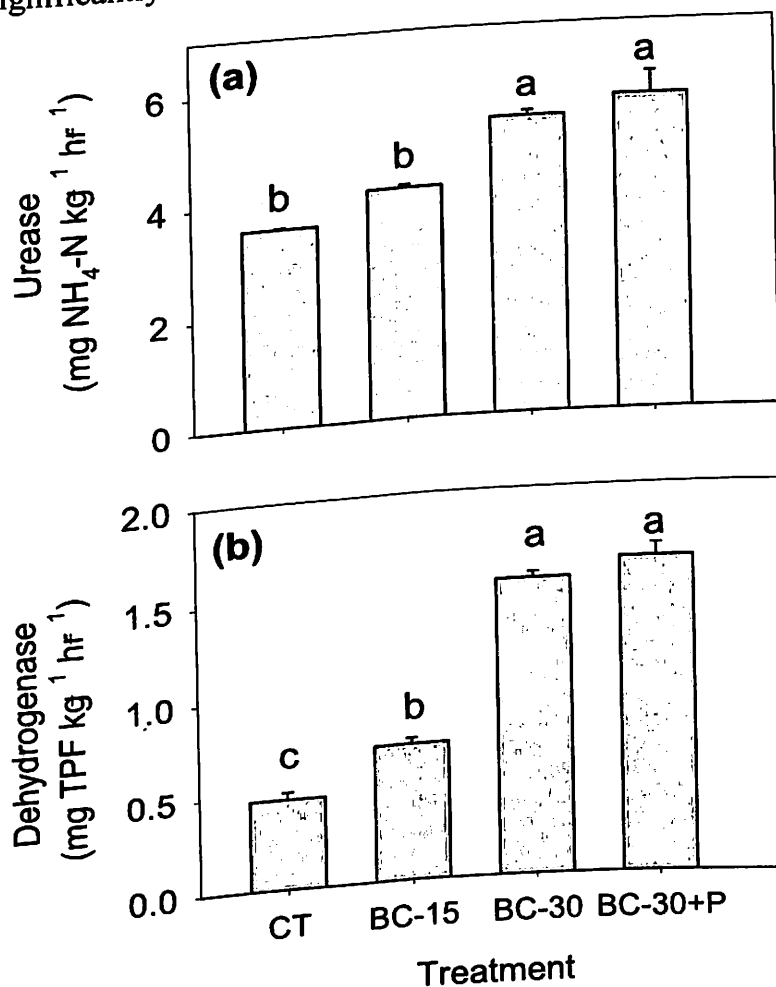 ignificantly
(a)
Urease
(mg NH₄-N kg⁻¹ hr⁻¹)
6
4
2
0
b
b
a
a
(b)
Dehydrogenase
(mg TPF kg⁻¹ hr⁻¹)
2.0
1.5
1.0
0.5
0.0
c
b
a
a
CT BC-15 BC-30 BC-30+P
Treatment